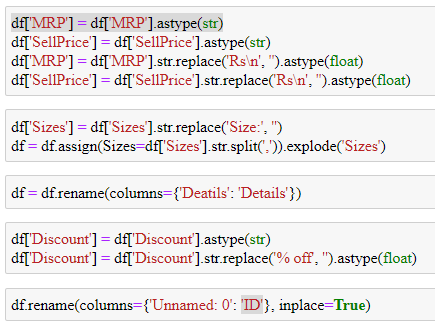 df['MRP'] = df['MRP'].astype(str)
df['SellPrice'] = df['SellPrice'].astype(str)
df['MRP'] = df['MRP'].str.replace('Rs\n', '').astype(float)
df['SellPrice'] = df['SellPrice'].str.replace('Rs\n', '').astype(float)
df['Sizes'] = df['Sizes'].str.replace('Size:', '')
df = df.assign(Sizes=df['Sizes'].str.split(',')).explode('Sizes')
df = df.rename(columns={'Deatils': 'Details'})
df['Discount'] = df['Discount'].astype(str)
df['Discount'] = df['Discount'].str.replace('% off', '').astype(float)
df.rename(columns={'Unnamed: 0': 'ID'}, inplace=True)